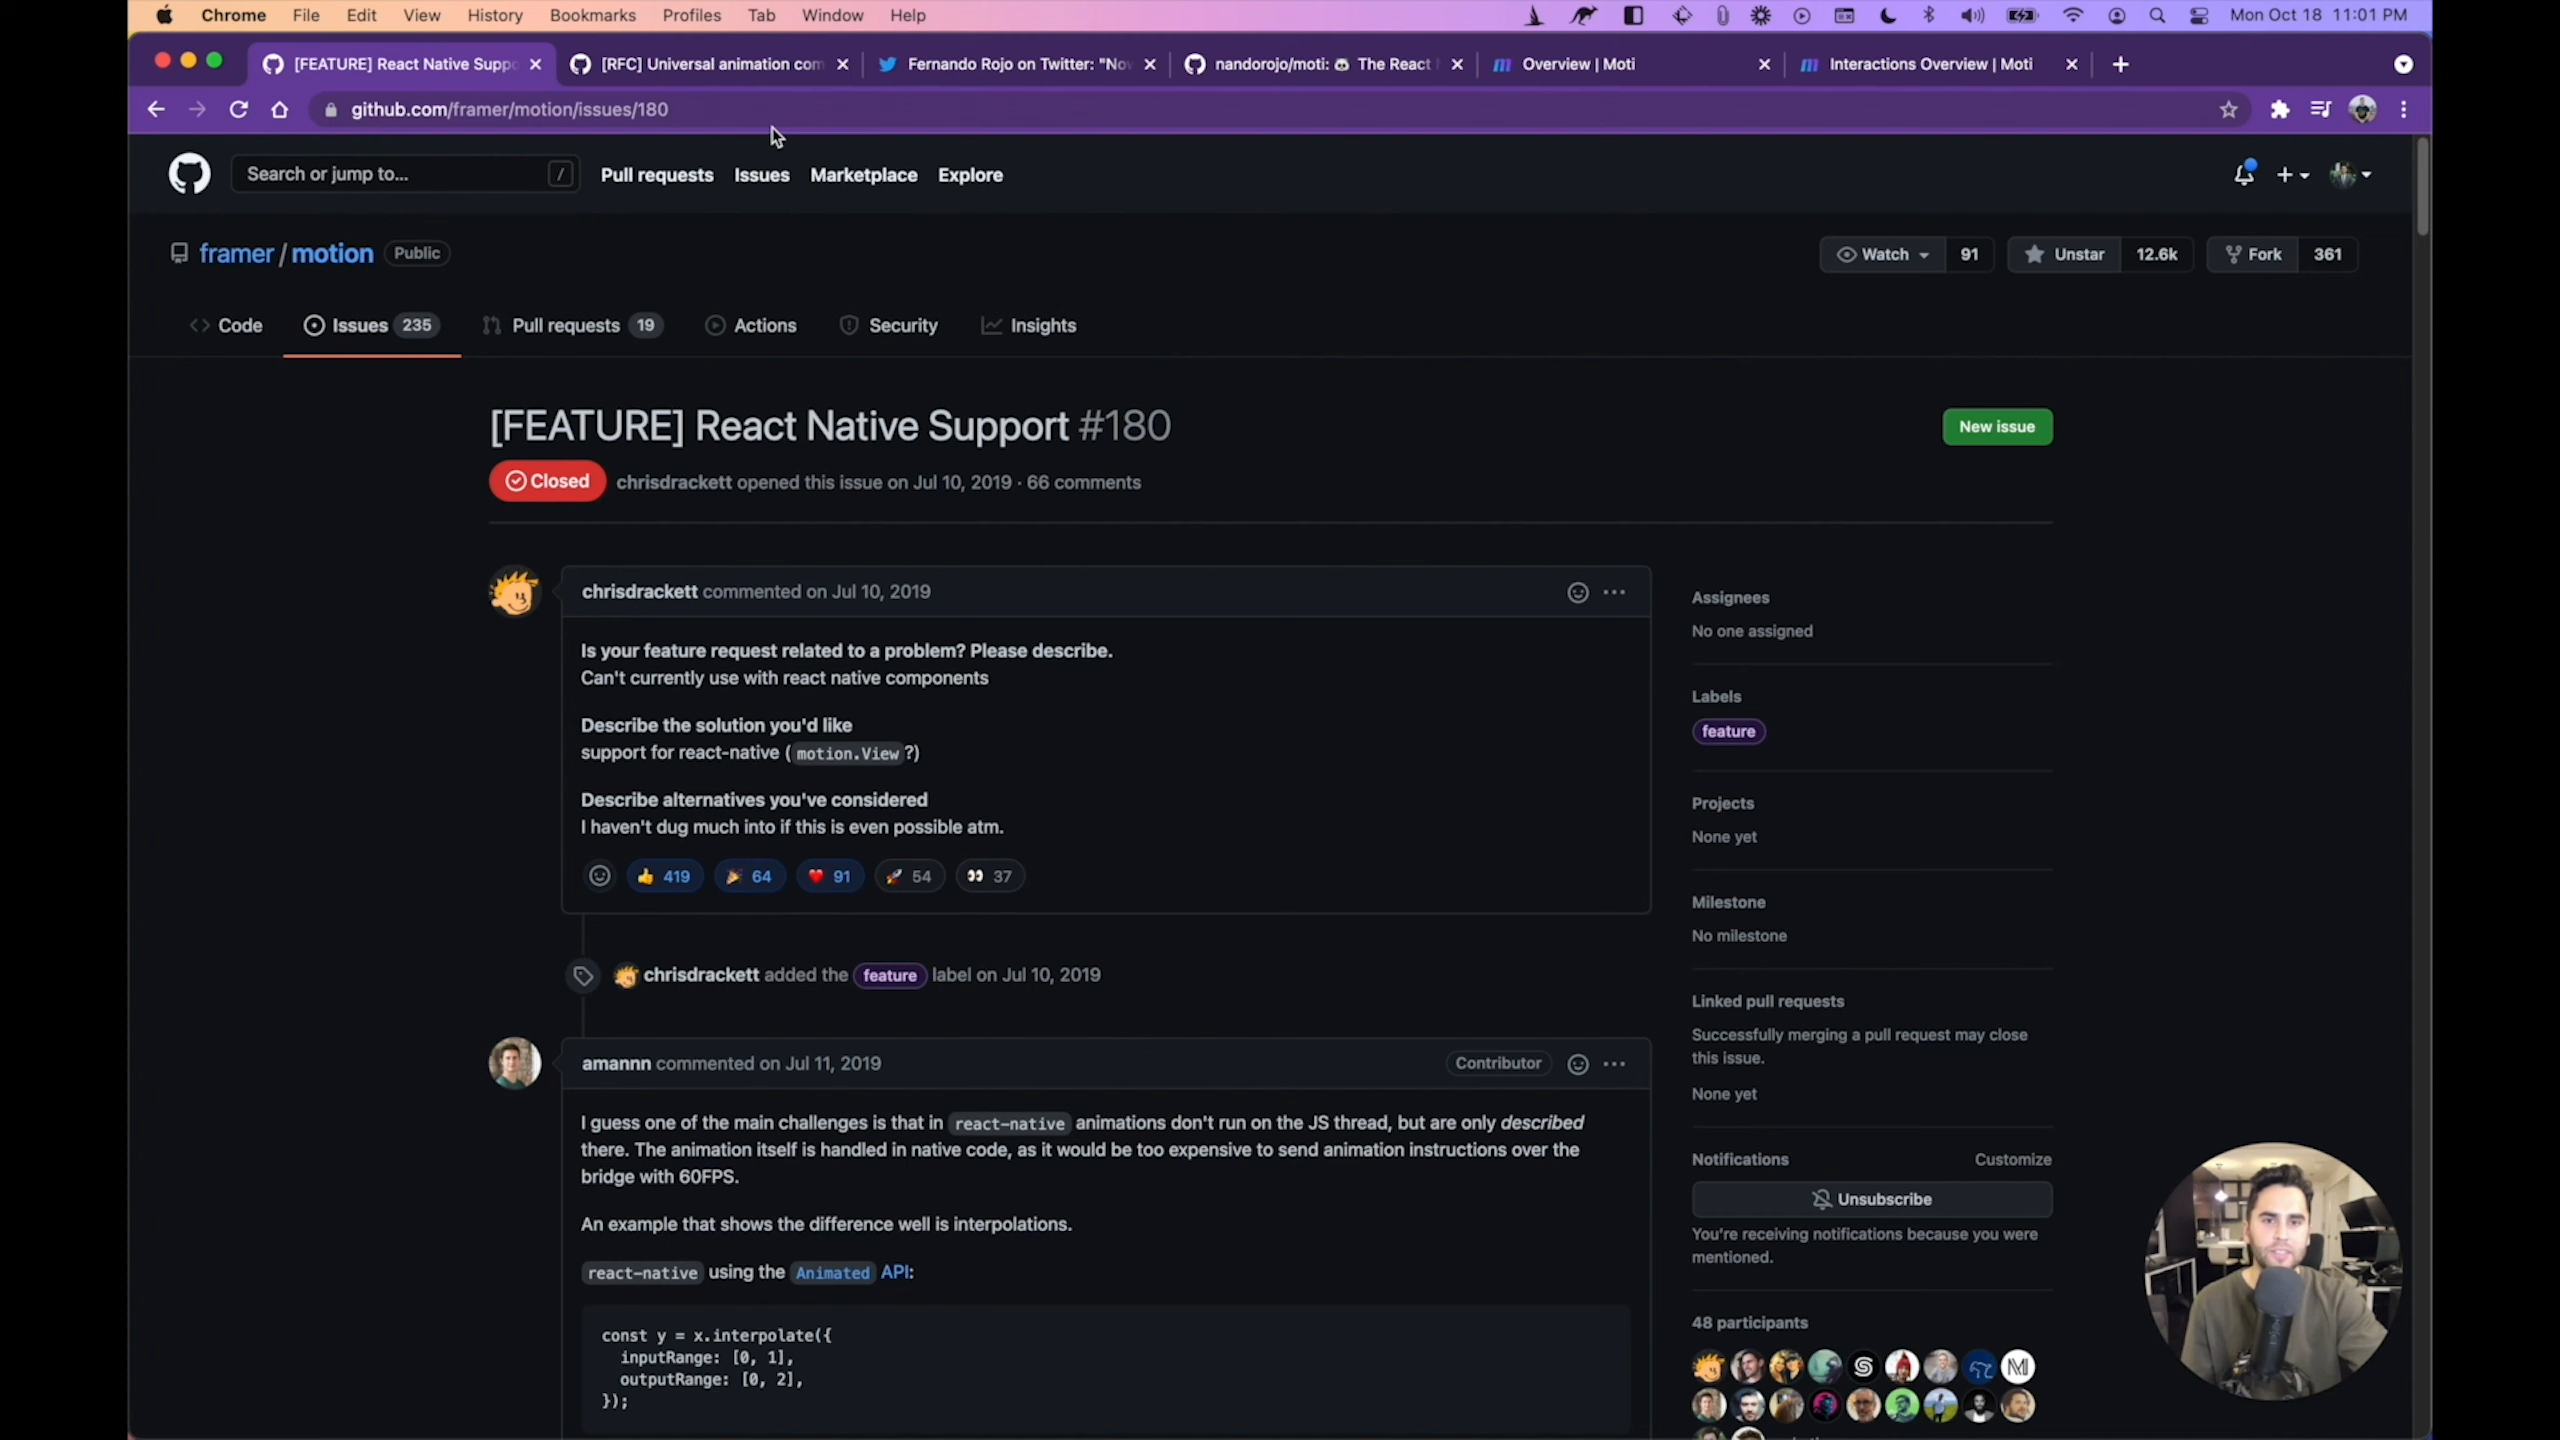 Chrome File Edit View History Bookmarks Profiles Tab Window Help Mon Oct 18 11:01 PM
[FEATURE] React Native Suppo [RFC] Universal animation com Fernando Rojo on Twitter: "Nov nandorojo/moti: 🐼 The React N Overview | Moti Interactions Overview | Moti
github.com/framer/motion/issues/180
Search or jump to... / Pull requests Issues Marketplace Explore
framer / motion Public Watch 91 Unstar 12.6k Fork 361
Code Issues 235 Pull requests 19 Actions Security Insights
[FEATURE] React Native Support #180 New issue
Closed chrisdrackett opened this issue on Jul 10, 2019 · 66 comments
chrisdrackett commented on Jul 10, 2019
Is your feature request related to a problem? Please describe.
Can't currently use with react native components
Describe the solution you'd like
support for react-native ( motion.View ?)
Describe alternatives you've considered
I haven't dug much into if this is even possible atm.
👍 419 🎉 64 ❤️ 91 🚀 54 👀 37
chrisdrackett added the feature label on Jul 10, 2019
amannn commented on Jul 11, 2019 Contributor
I guess one of the main challenges is that in react-native animations don't run on the JS thread, but are only described
there. The animation itself is handled in native code, as it would be too expensive to send animation instructions over the
bridge with 60FPS.
An example that shows the difference well is interpolations.
react-native using the Animated API:
const y = x.interpolate({
inputRange: [0, 1],
outputRange: [0, 2],
});
Assignees
No one assigned
Labels
feature
Projects
None yet
Milestone
No milestone
Linked pull requests
Successfully merging a pull request may close
this issue.
None yet
Notifications Customize
Unsubscribe
You're receiving notifications because you were
mentioned.
48 participants